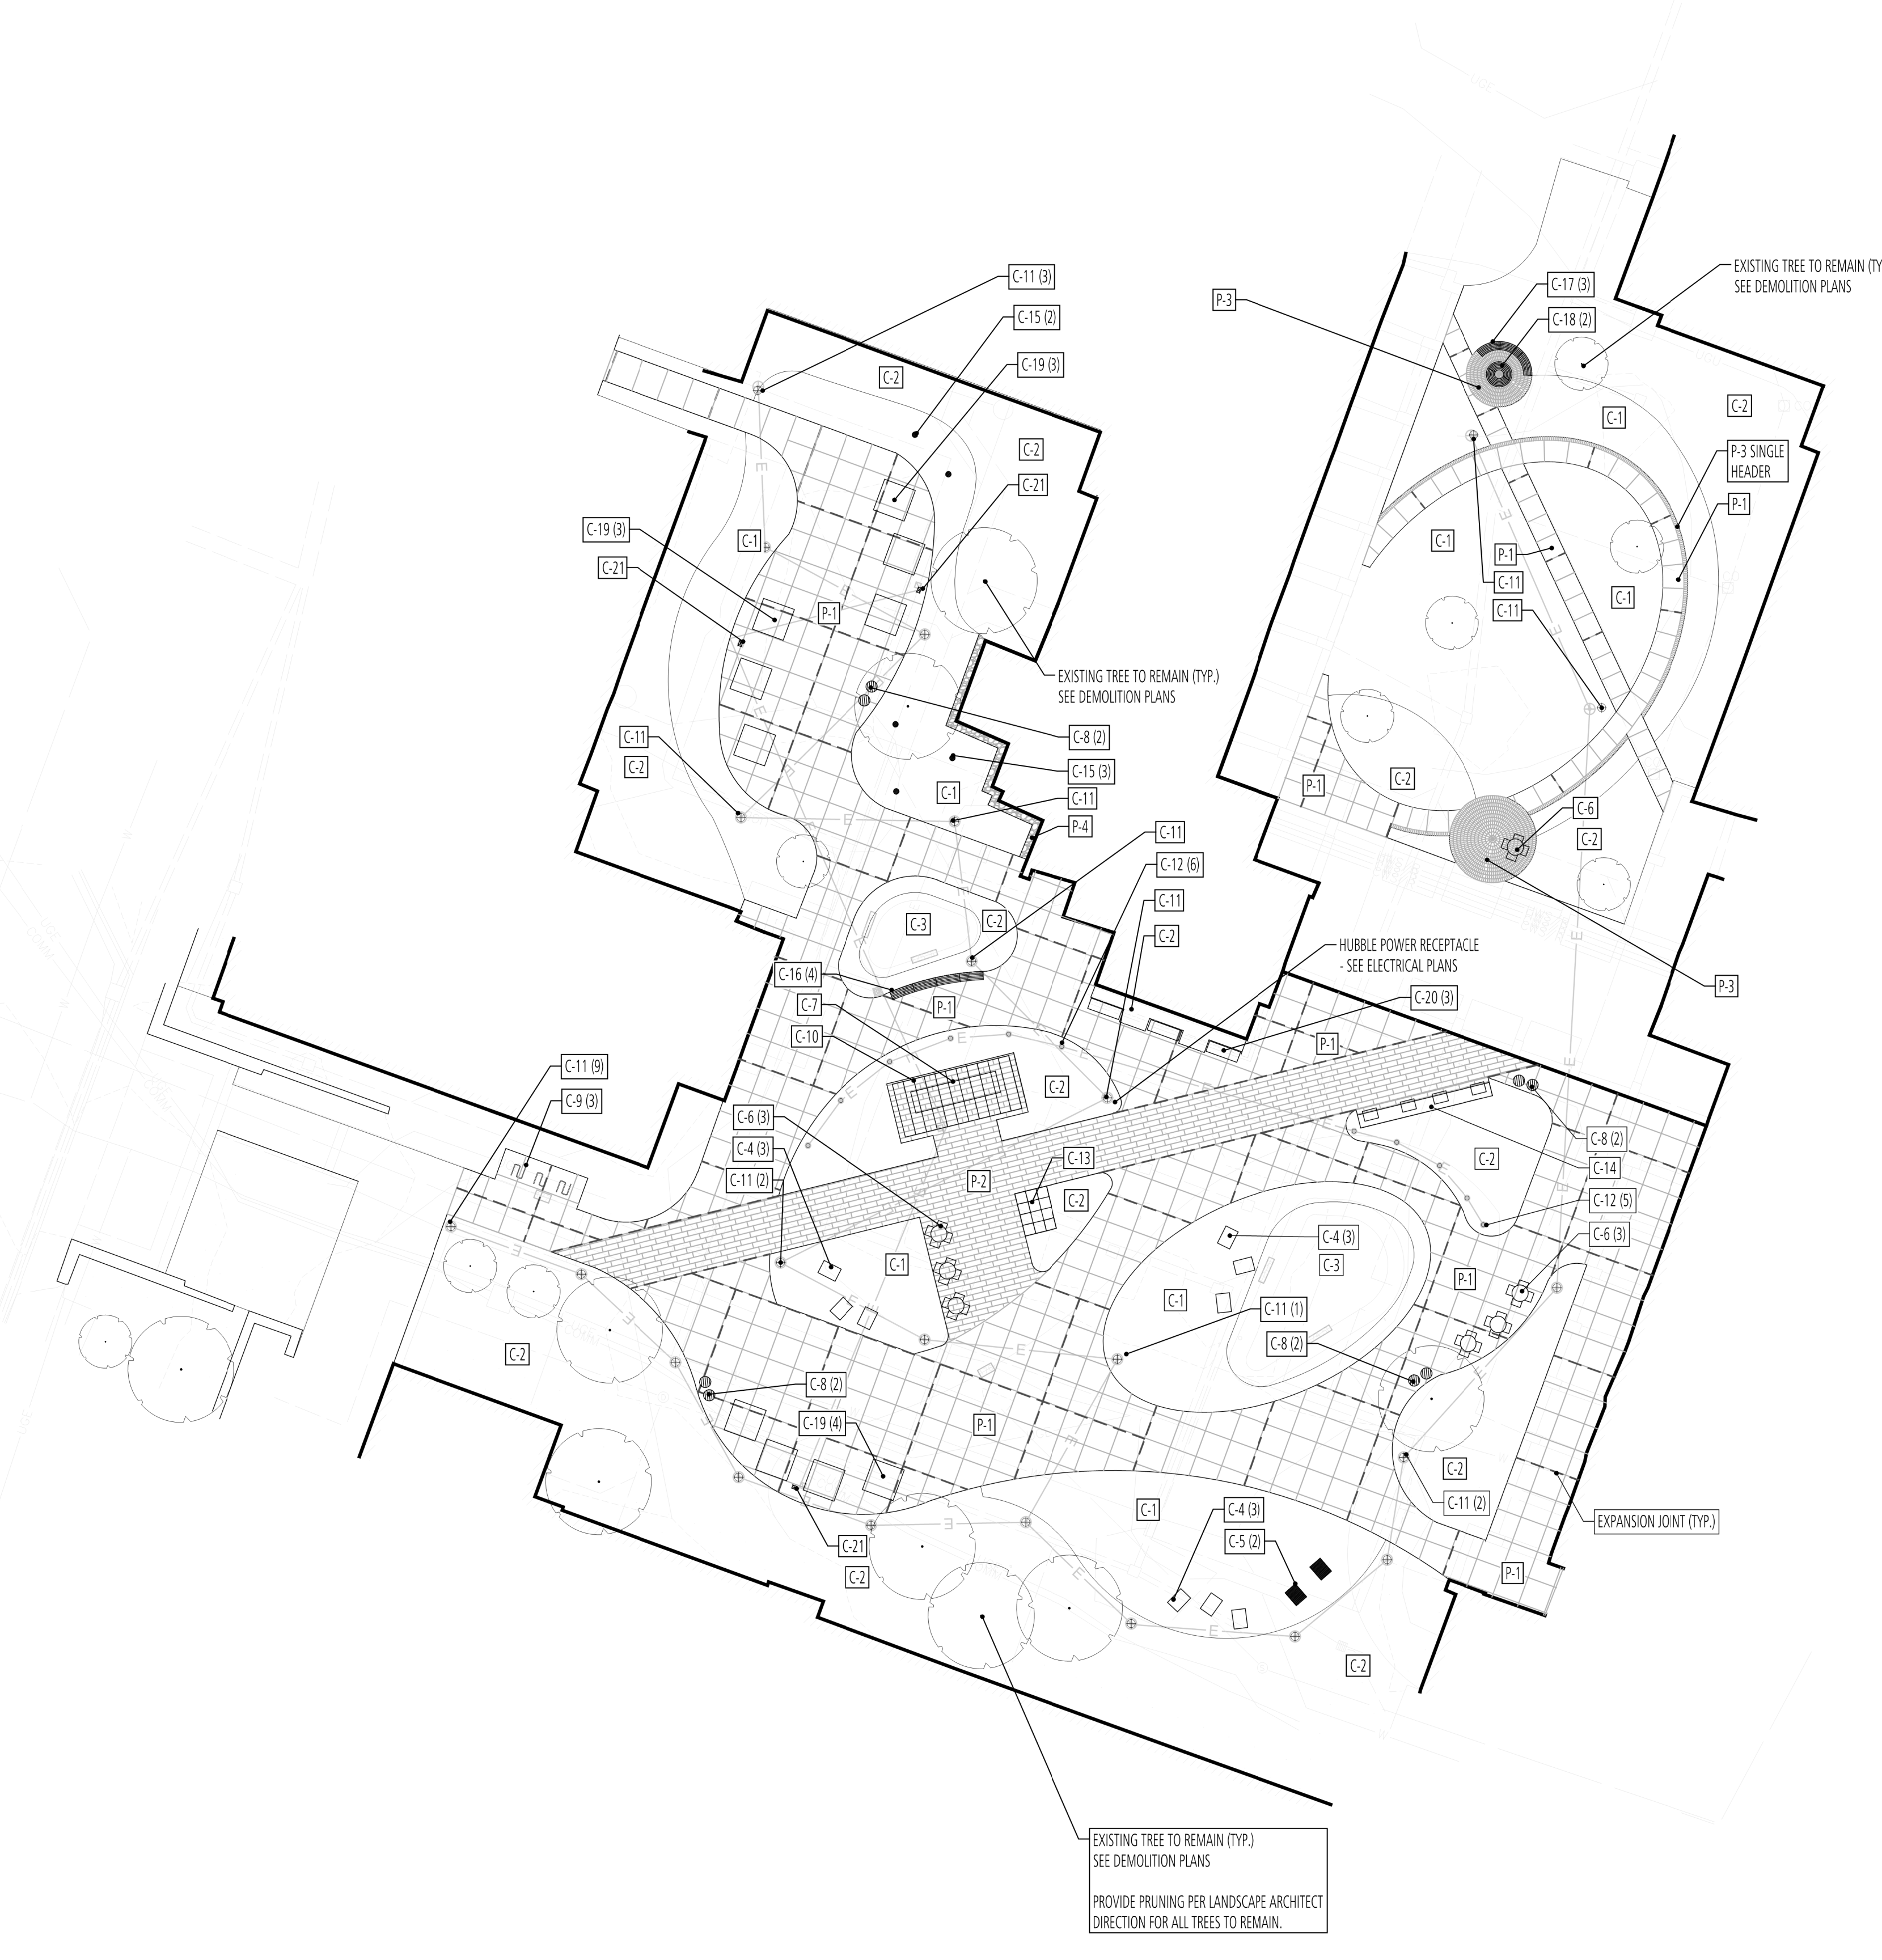 UGE
C-11 (3)
C-15 (2)
C-19 (3)
C-2
C-2
C-21
C-19 (3)
C-21
C-1
P-1
EXISTING TREE TO REMAIN (TYP.)
SEE DEMOLITION PLANS
C-8 (2)
C-11
C-2
C-15 (3)
C-1
C-11
P-4
P-3
C-17 (3)
C-18 (2)
EXISTING TREE TO REMAIN (TY
SEE DEMOLITION PLANS
C-1
C-2
P-3 SINGLE
HEADER
P-1
C-1
P-1
C-11
C-11
C-1
P-1
C-2
C-6
C-2
P-3
C-11
C-12 (6)
C-11
C-2
C-3
C-2
C-16 (4)
C-7
P-1
C-10
HUBBLE POWER RECEPTACLE
- SEE ELECTRICAL PLANS
C-20 (3)
P-1
C-11 (9)
C-9 (3)
C-2
C-6 (3)
C-4 (3)
C-11 (2)
C-13
P-2
C-2
C-8 (2)
C-14
C-2
C-12 (5)
C-6 (3)
C-4 (3)
C-3
C-1
P-1
C-1
C-11 (1)
C-8 (2)
C-2
C-8 (2)
C-19 (4)
P-1
C-2
C-11 (2)
C-1
C-4 (3)
C-5 (2)
EXPANSION JOINT (TYP.)
C-21
C-2
P-1
C-2
EXISTING TREE TO REMAIN (TYP.)
SEE DEMOLITION PLANS
PROVIDE PRUNING PER LANDSCAPE ARCHITECT
DIRECTION FOR ALL TREES TO REMAIN.